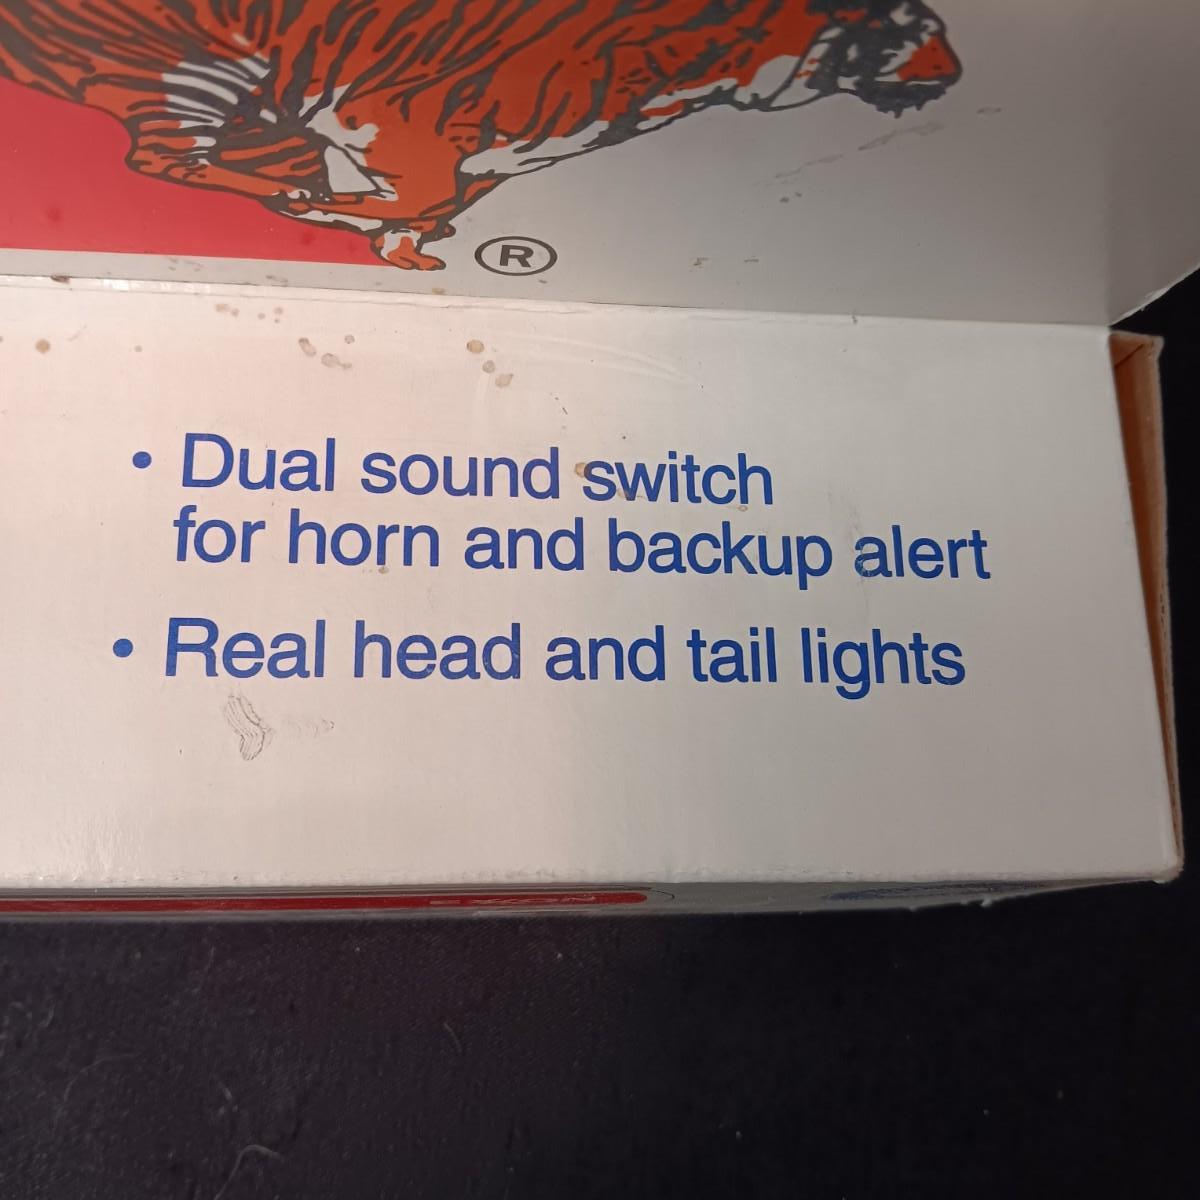 ®
• Dual sound switch
for horn and backup alert
• Real head and tail lights